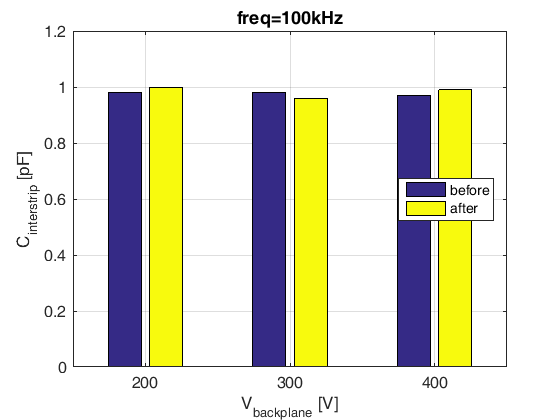 freq=100kHz
1.2
1
0.8
0.6
0.4
0.2
0
C_interstrip [pF]
before
after
200 300 400
V_backplane [V]